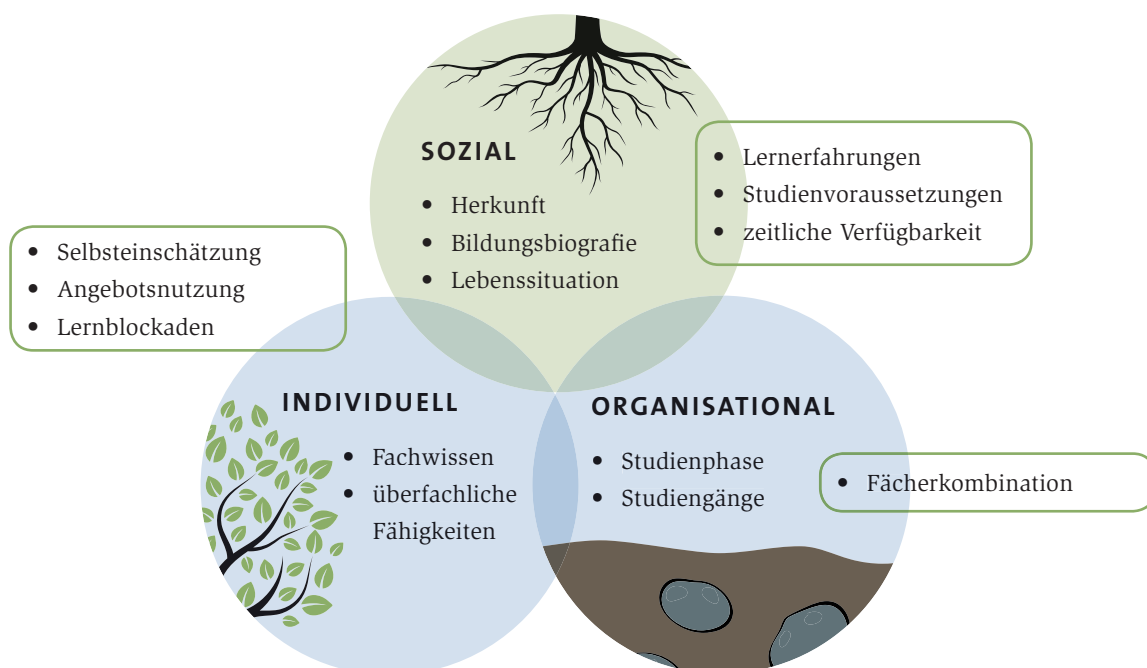 SOZIAL
• Herkunft
• Bildungsbiografie
• Lebenssituation
• Lernerfahrungen
• Studienvoraussetzungen
• zeitliche Verfügbarkeit
• Selbsteinschätzung
• Angebotsnutzung
• Lernblockaden
INDIVIDUELL
• Fachwissen
• überfachliche
Fähigkeiten
ORGANISATIONAL
• Studienphase
• Studiengänge
• Fächerkombination